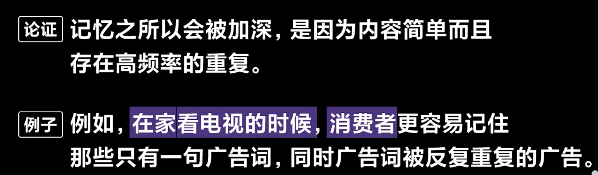 论证 记忆之所以会被加深，是因为内容简单而且
存在高频率的重复。
例子 例如，在家看电视的时候，消费者更容易记住
那些只有一句广告词，同时广告词被反复重复的广告。